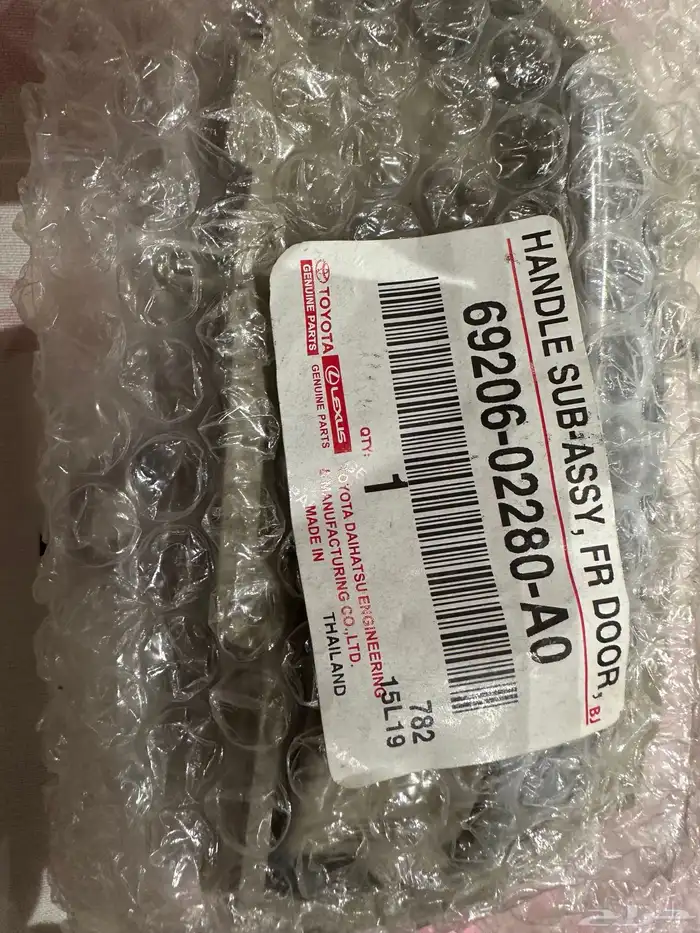 HANDLE SUB-ASSY, FR DOOR,
BJ
69206-02280-A0
782
15L19
QTY:
1
TOYOTA
GENUINE PARTS
LEXUS
GENUINE PARTS
TOYOTA DAIHATSU ENGINEERING
& MANUFACTURING CO.,LTD.
MADE IN
THAILAND
حراج